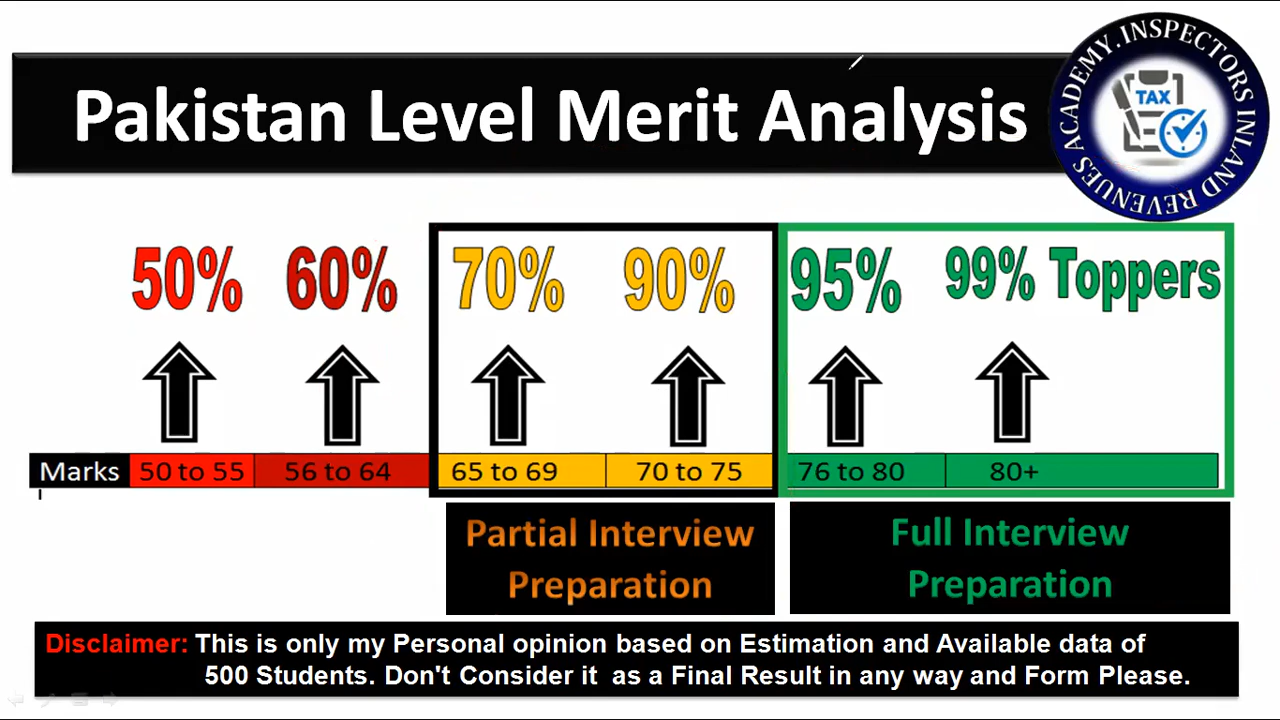 Pakistan Level Merit Analysis
ACADEMY.INSPECTORS INLAND REVENUES
TAX
50% 60% 70% 90% 95% 99% Toppers
Marks 50 to 55 56 to 64 65 to 69 70 to 75 76 to 80 80+
Partial Interview
Preparation
Full Interview
Preparation
Disclaimer: This is only my Personal opinion based on Estimation and Available data of
500 Students. Don't Consider it as a Final Result in any way and Form Please.